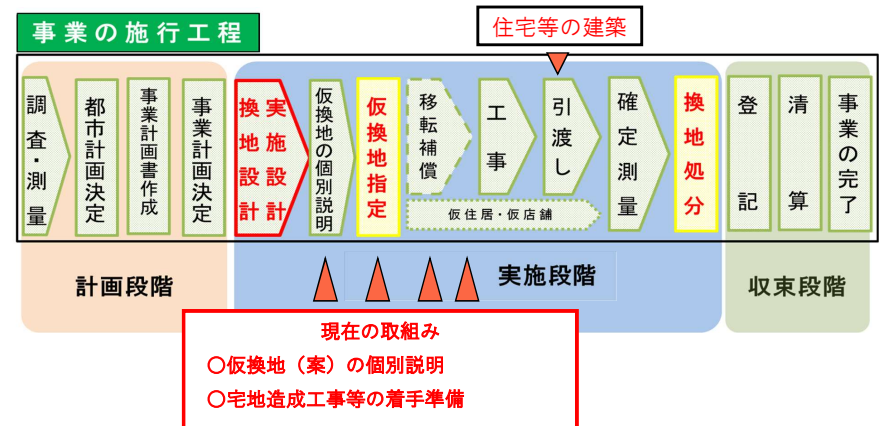 事業の施行工程
住宅等の建築
調査・測量
都市計画決定
事業計画書作成
事業計画決定
実施設計
換地設計
仮換地の個別説明
仮換地指定
移転補償
工事
引渡し
仮住居・仮店舗
確定測量
換地処分
登記
清算
事業の完了
計画段階
実施段階
収束段階
現在の取組み
〇仮換地（案）の個別説明
〇宅地造成工事等の着手準備